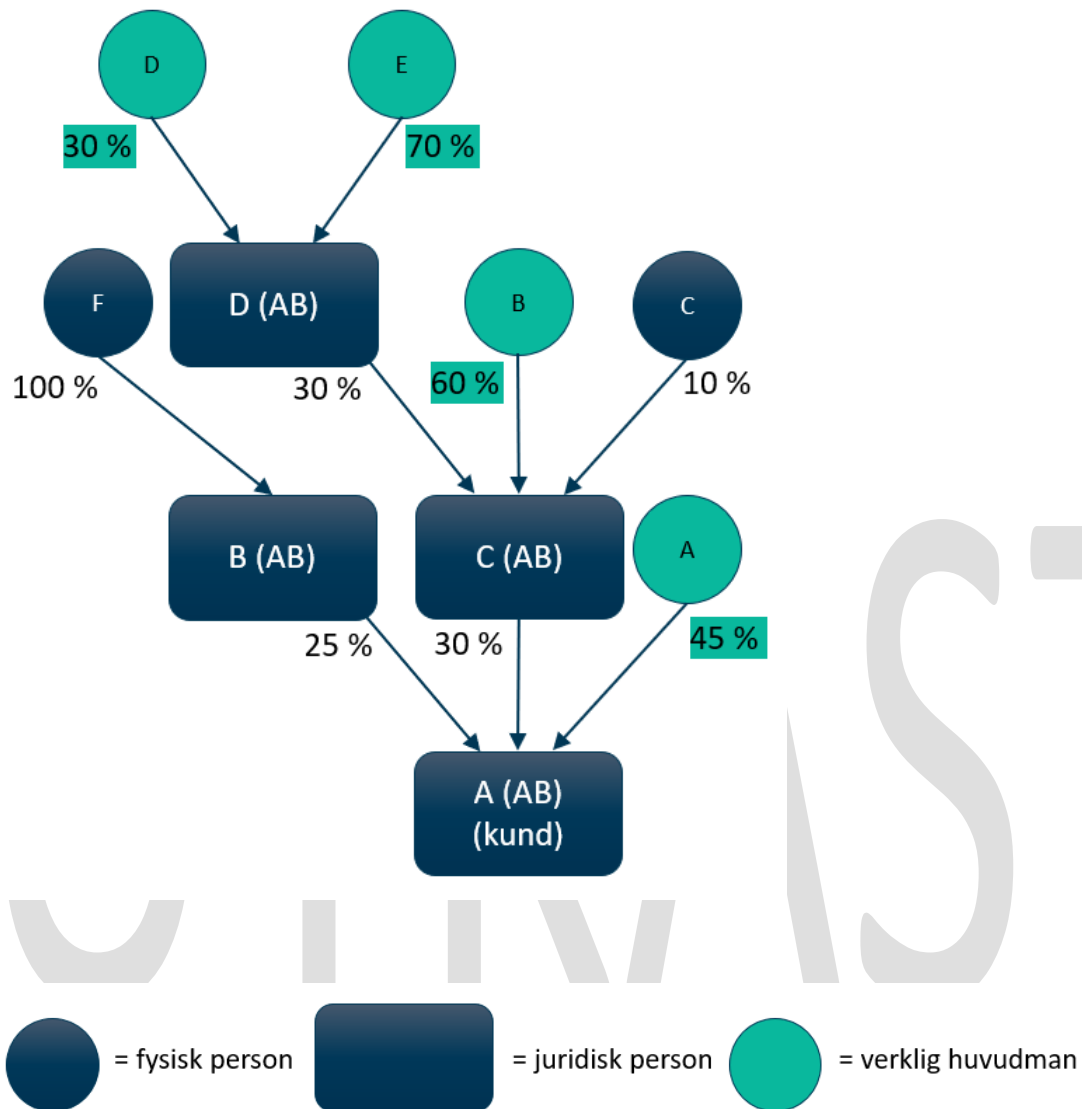 D
E
30 %
70 %
F
D (AB)
B
C
100 %
30 %
60 %
10 %
B (AB)
C (AB)
A
25 %
30 %
45 %
A (AB)
(kund)
= fysisk person
= juridisk person
= verklig huvudman